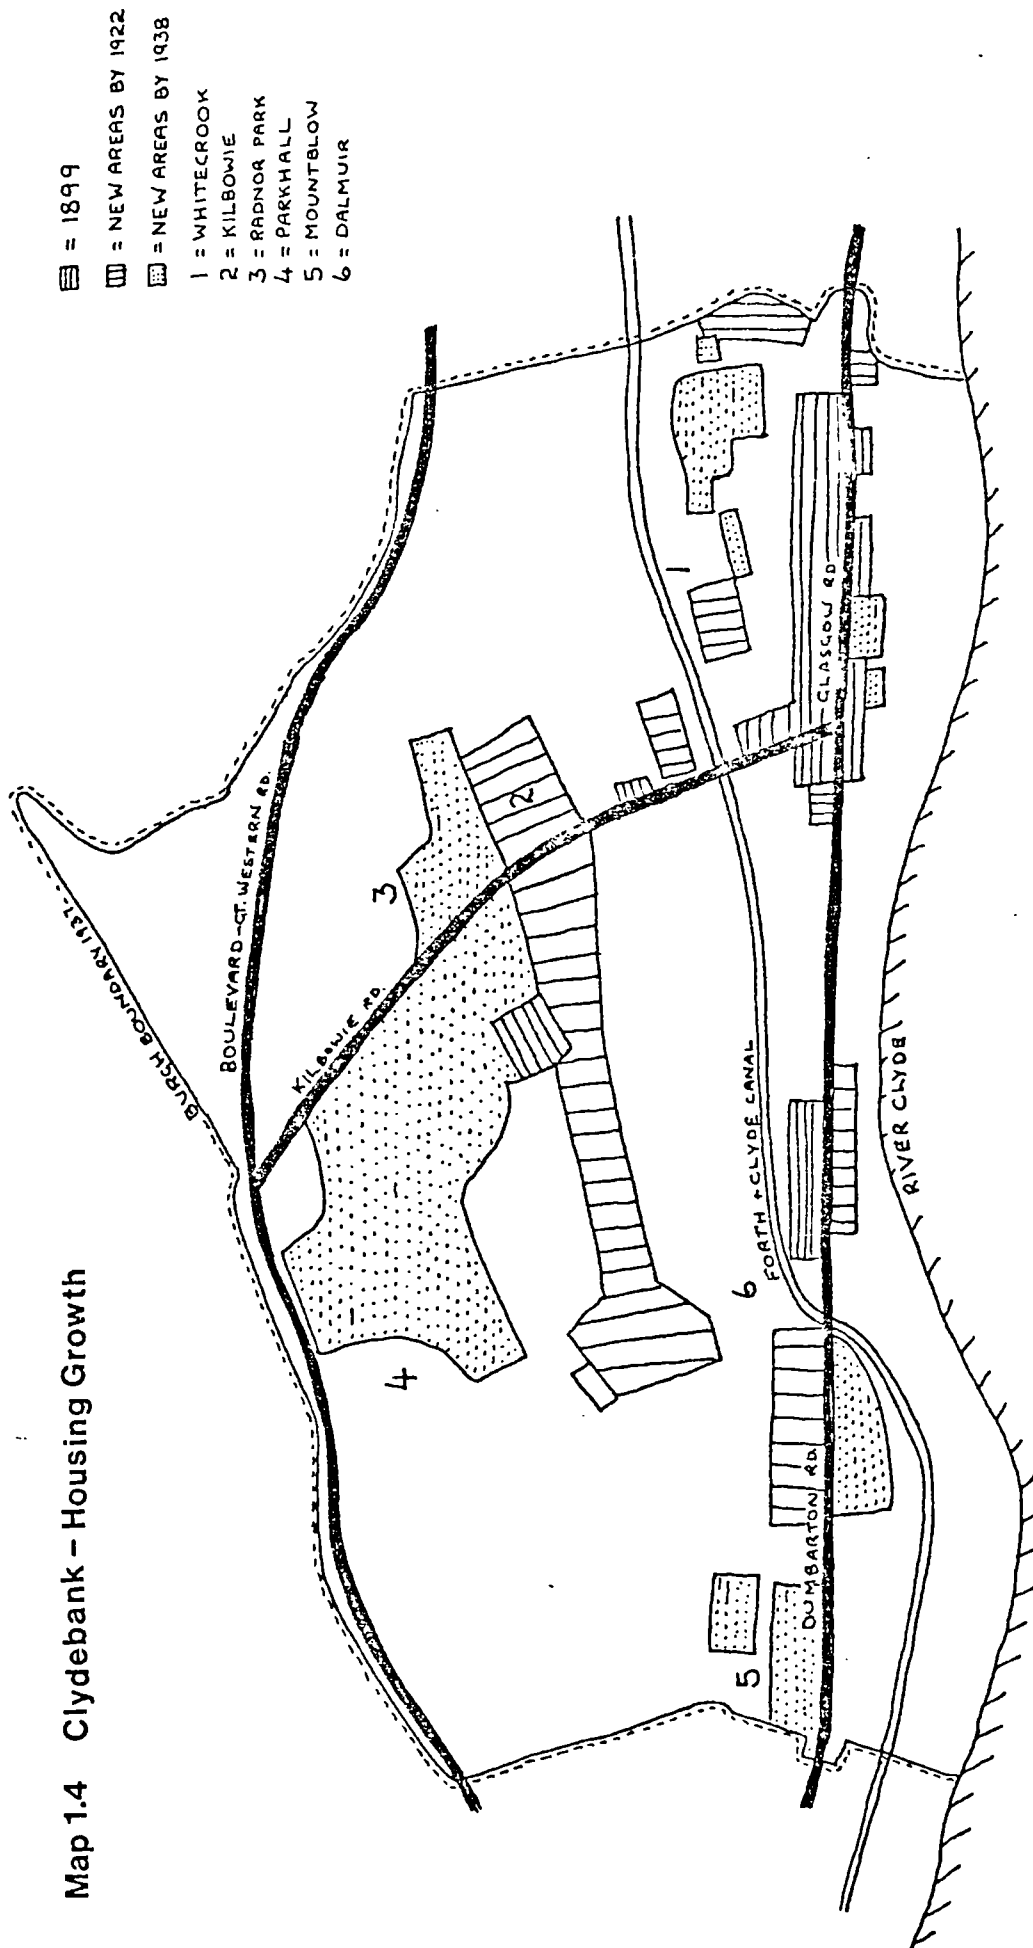 Map 1.4 Clydebank – Housing Growth
= 1899
= NEW AREAS BY 1922
= NEW AREAS BY 1938
1 = WHITECROOK
2 = KILBOWIE
3 = RADNOR PARK
4 = PARKHALL
5 = MOUNTBLOW
6 = DALMUIR
BURGH BOUNDARY 1937
BOULEVARD - GT. WESTERN RD.
KILBOWIE RD.
3
2
4
1
6
FORTH + CLYDE CANAL
GLASGOW RD
5
DUMBARTON RD
RIVER CLYDE